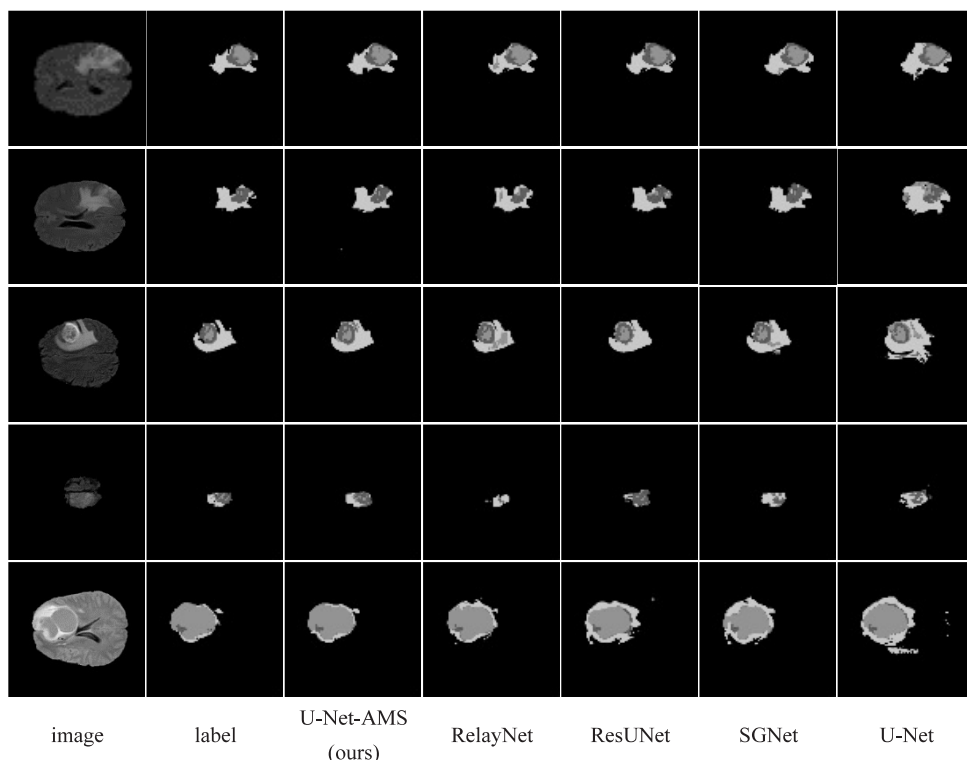 image
label
U-Net-AMS
(ours)
RelayNet
ResUNet
SGNet
U-Net